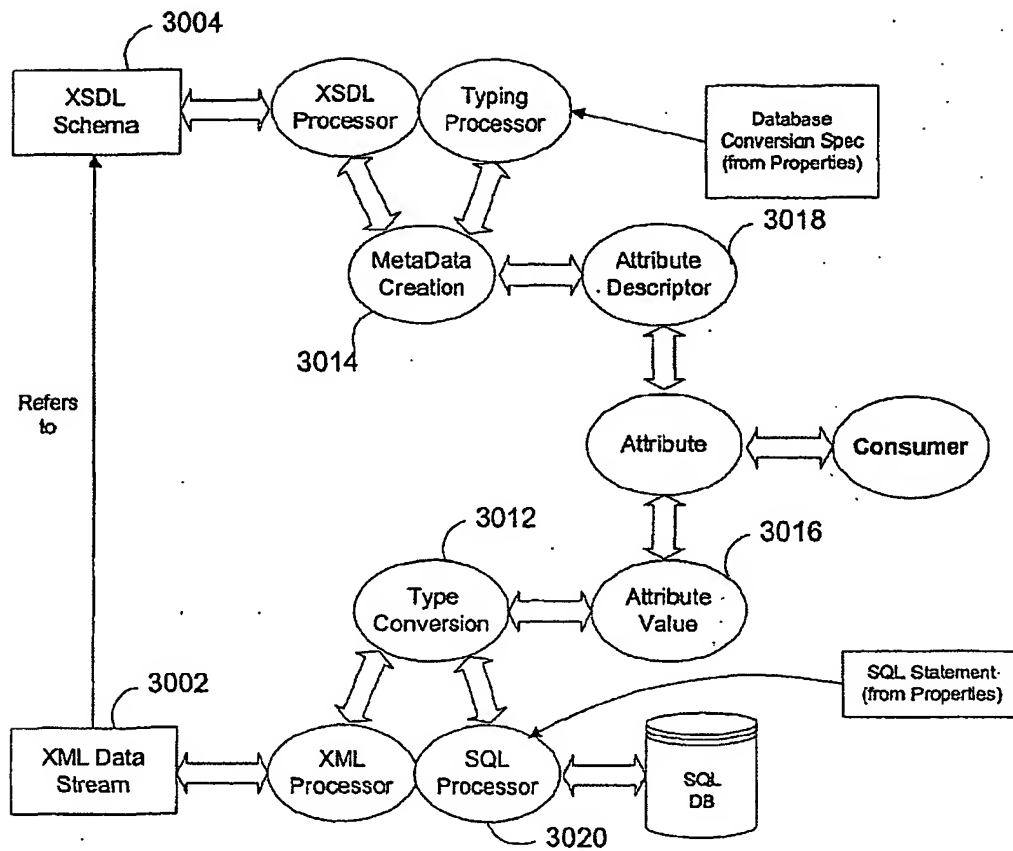 3004
XSDL
Schema
XSDL
Processor
Typing
Processor
Database
Conversion Spec
(from Properties)
MetaData
Creation
3014
3018
Attribute
Descriptor
Refers
to
Attribute
Consumer
3012
Type
Conversion
3016
Attribute
Value
SQL Statement
(from Properties)
3002
XML Data
Stream
XML
Processor
SQL
Processor
3020
SQL
DB